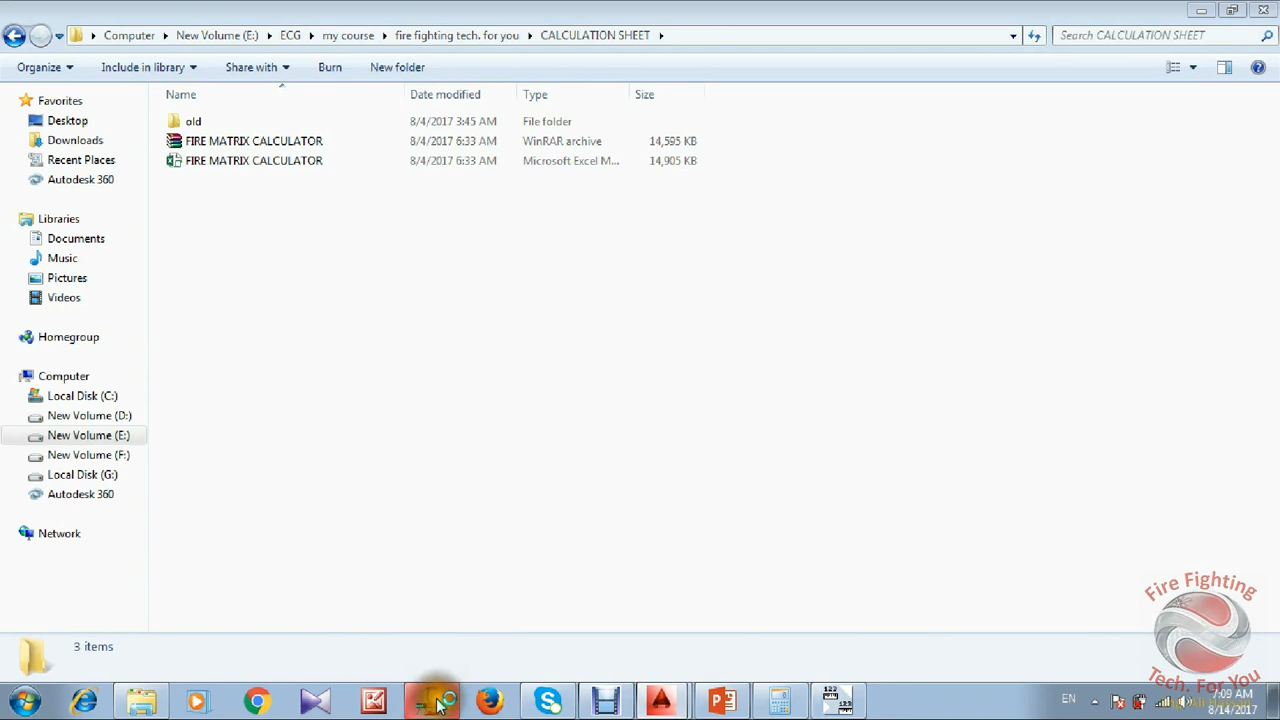 Computer
New Volume (E:)
ECG
my course
fire fighting tech. for you
CALCULATION SHEET
Search CALCULATION SHEET
Organize
Include in library
Share with
Burn
New folder
Name
Date modified
Type
Size
old
8/4/2017 3:45 AM
File folder
FIRE MATRIX CALCULATOR
8/4/2017 6:33 AM
WinRAR archive
14,595 KB
FIRE MATRIX CALCULATOR
8/4/2017 6:33 AM
Microsoft Excel M...
14,905 KB
Favorites
Desktop
Downloads
Recent Places
Autodesk 360
Libraries
Documents
Music
Pictures
Videos
Homegroup
Computer
Local Disk (C:)
New Volume (D:)
New Volume (E:)
New Volume (F:)
Local Disk (G:)
Autodesk 360
Network
3 items
Fire Fighting
Tech. For You
123
123
EN
7:09 AM
8/14/2017